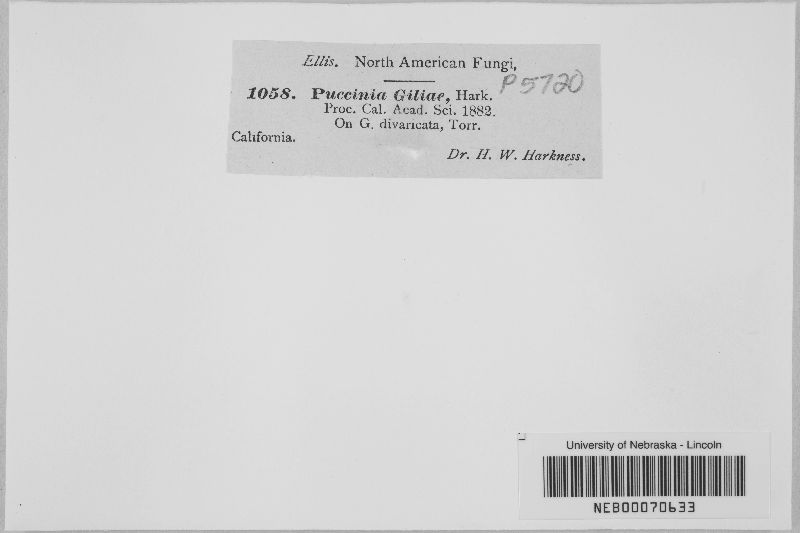 Ellis. North American Fungi,
P 5720
1058. Puccinia Giliae, Hark.
Proc. Cal. Acad. Sci. 1882.
On G. divaricata, Torr.
California.
Dr. H. W. Harkness.
University of Nebraska - Lincoln
NEB00070633